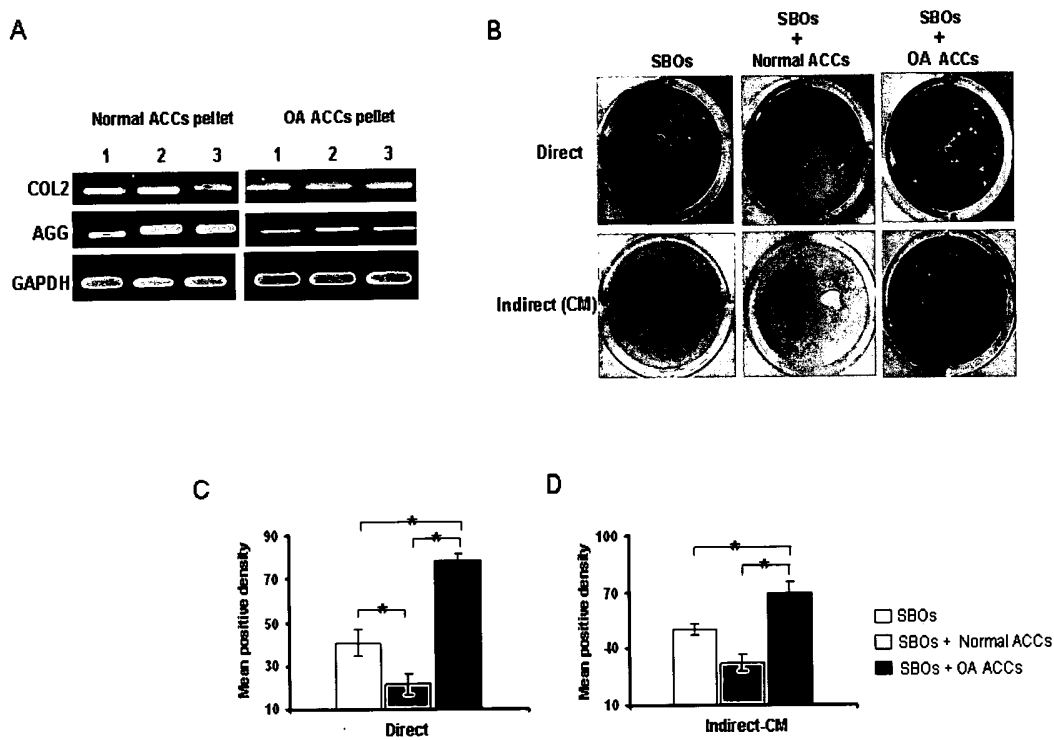 A
Normal ACCs pellet OA ACCs pellet
1 2 3 1 2 3
COL2
AGG
GAPDH
B
SBOs
SBOs
+
Normal ACCs
SBOs
+
OA ACCs
Direct
Indirect (CM)
C
Mean positive density
90
70
50
30
10
* * *
Direct
D
Mean positive density
100
70
40
10
* *
Indirect-CM
SBOs
SBOs + Normal ACCs
SBOs + OA ACCs